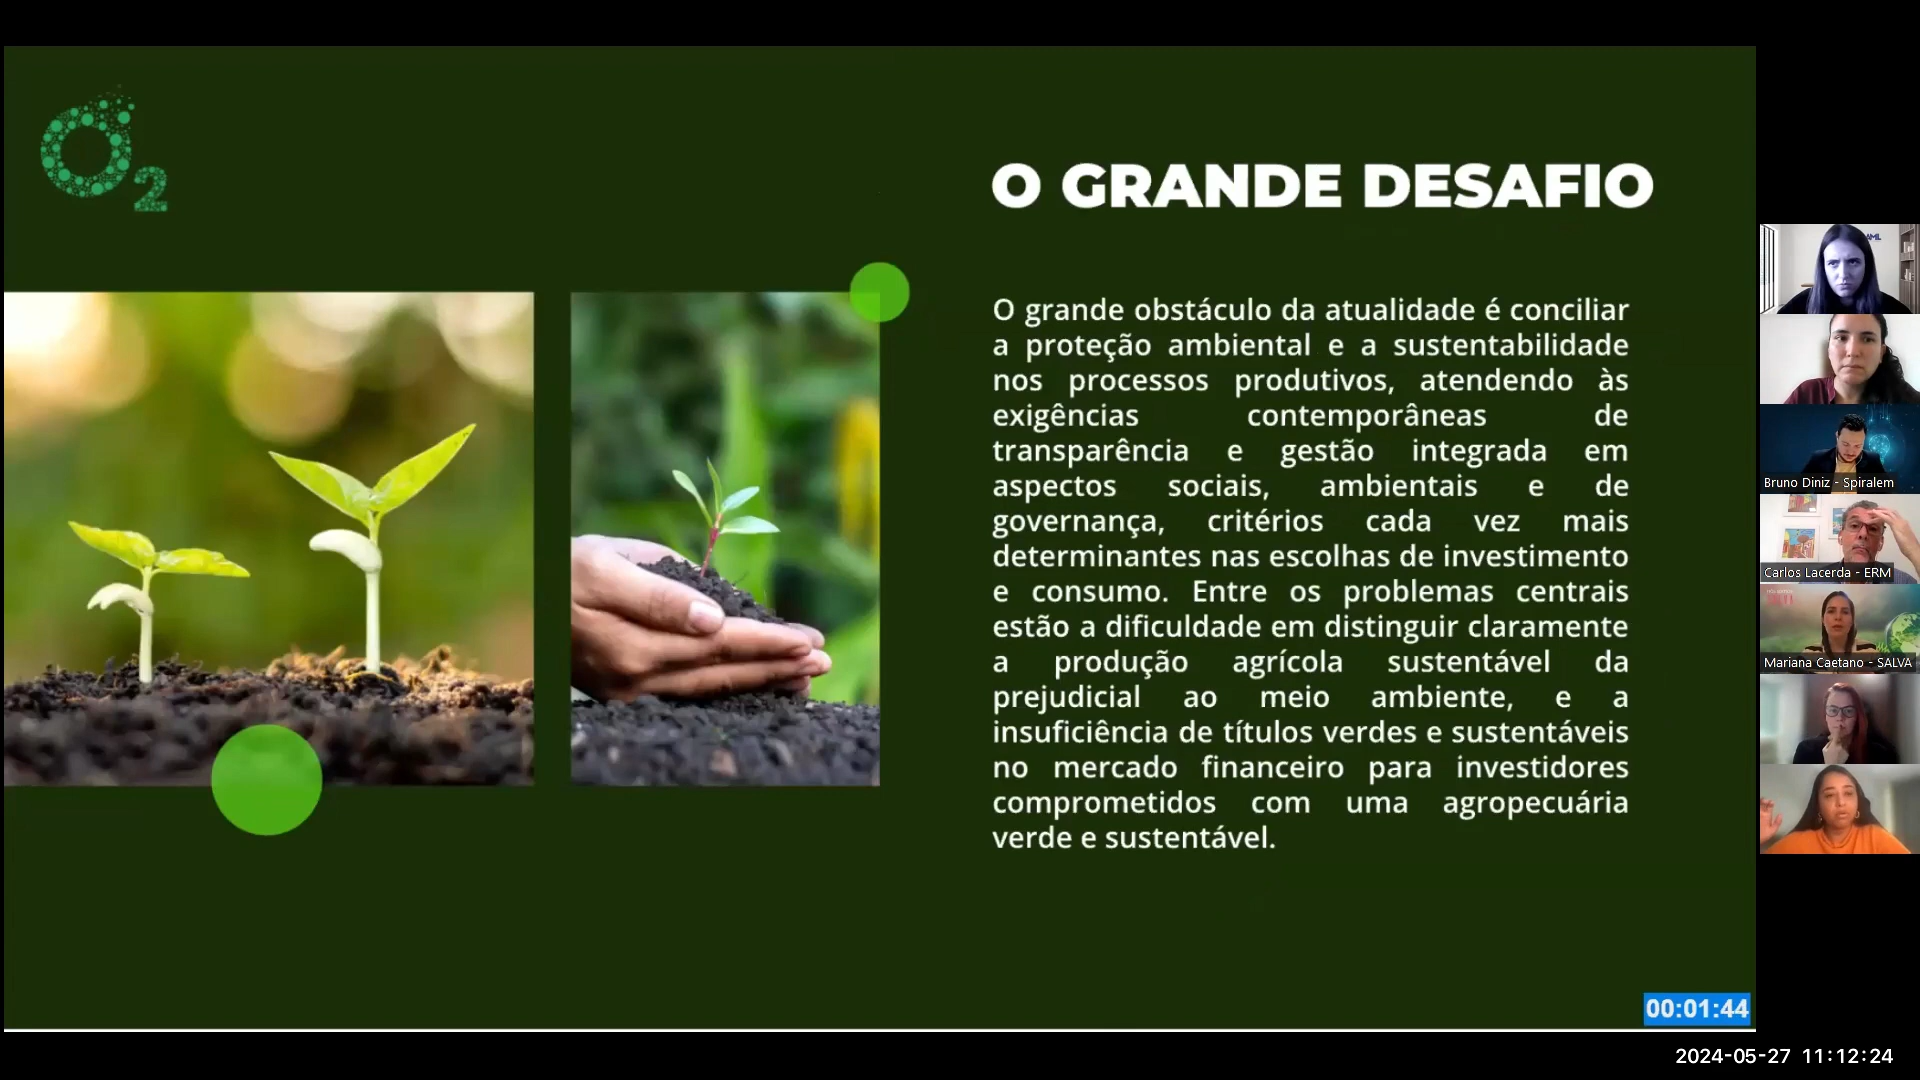 O2
O GRANDE DESAFIO
O grande obstáculo da atualidade é conciliar
a proteção ambiental e a sustentabilidade
nos processos produtivos, atendendo às
exigências contemporâneas de
transparência e gestão integrada em
aspectos sociais, ambientais e de
governança, critérios cada vez mais
determinantes nas escolhas de investimento
e consumo. Entre os problemas centrais
estão a dificuldade em distinguir claramente
a produção agrícola sustentável da
prejudicial ao meio ambiente, e a
insuficiência de títulos verdes e sustentáveis
no mercado financeiro para investidores
comprometidos com uma agropecuária
verde e sustentável.
00:01:44
Bruno Diniz - Spiralem
Carlos Lacerda - ERM
SALVA
Mariana Caetano - SALVA
2024-05-27 11:12:24